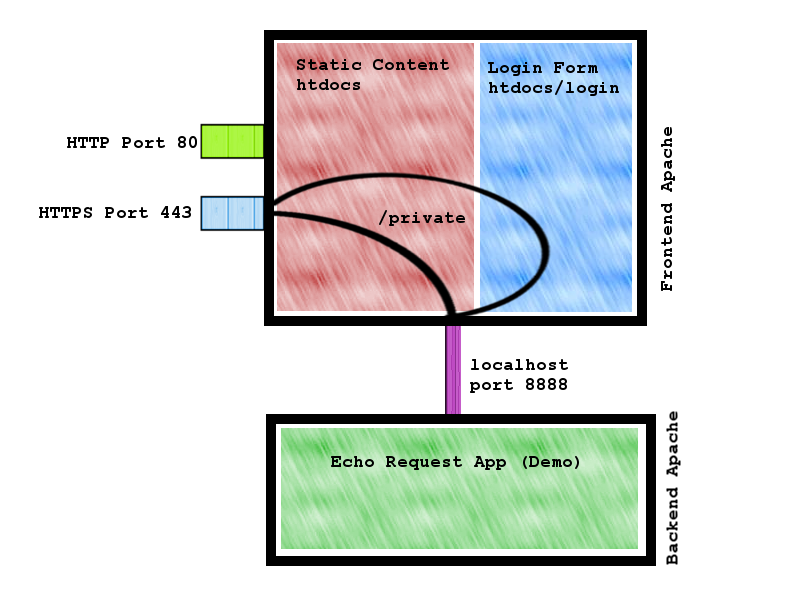 Static Content
htdocs
Login Form
htdocs/login
HTTP Port 80
HTTPS Port 443
/private
Frontend Apache
localhost
port 8888
Echo Request App (Demo)
Backend Apache